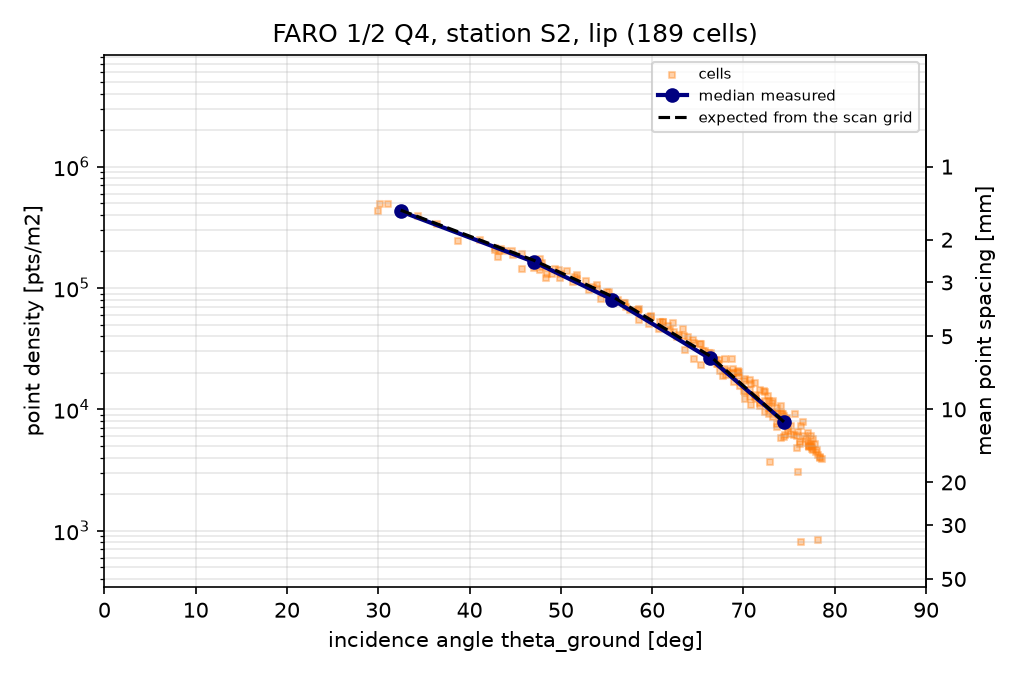 FARO 1/2 Q4, station S2, lip (189 cells)
cells
median measured
expected from the scan grid
point density [pts/m2]
10^6
10^5
10^4
10^3
1
2
3
5
10
20
30
50
mean point spacing [mm]
0 10 20 30 40 50 60 70 80 90
incidence angle theta_ground [deg]